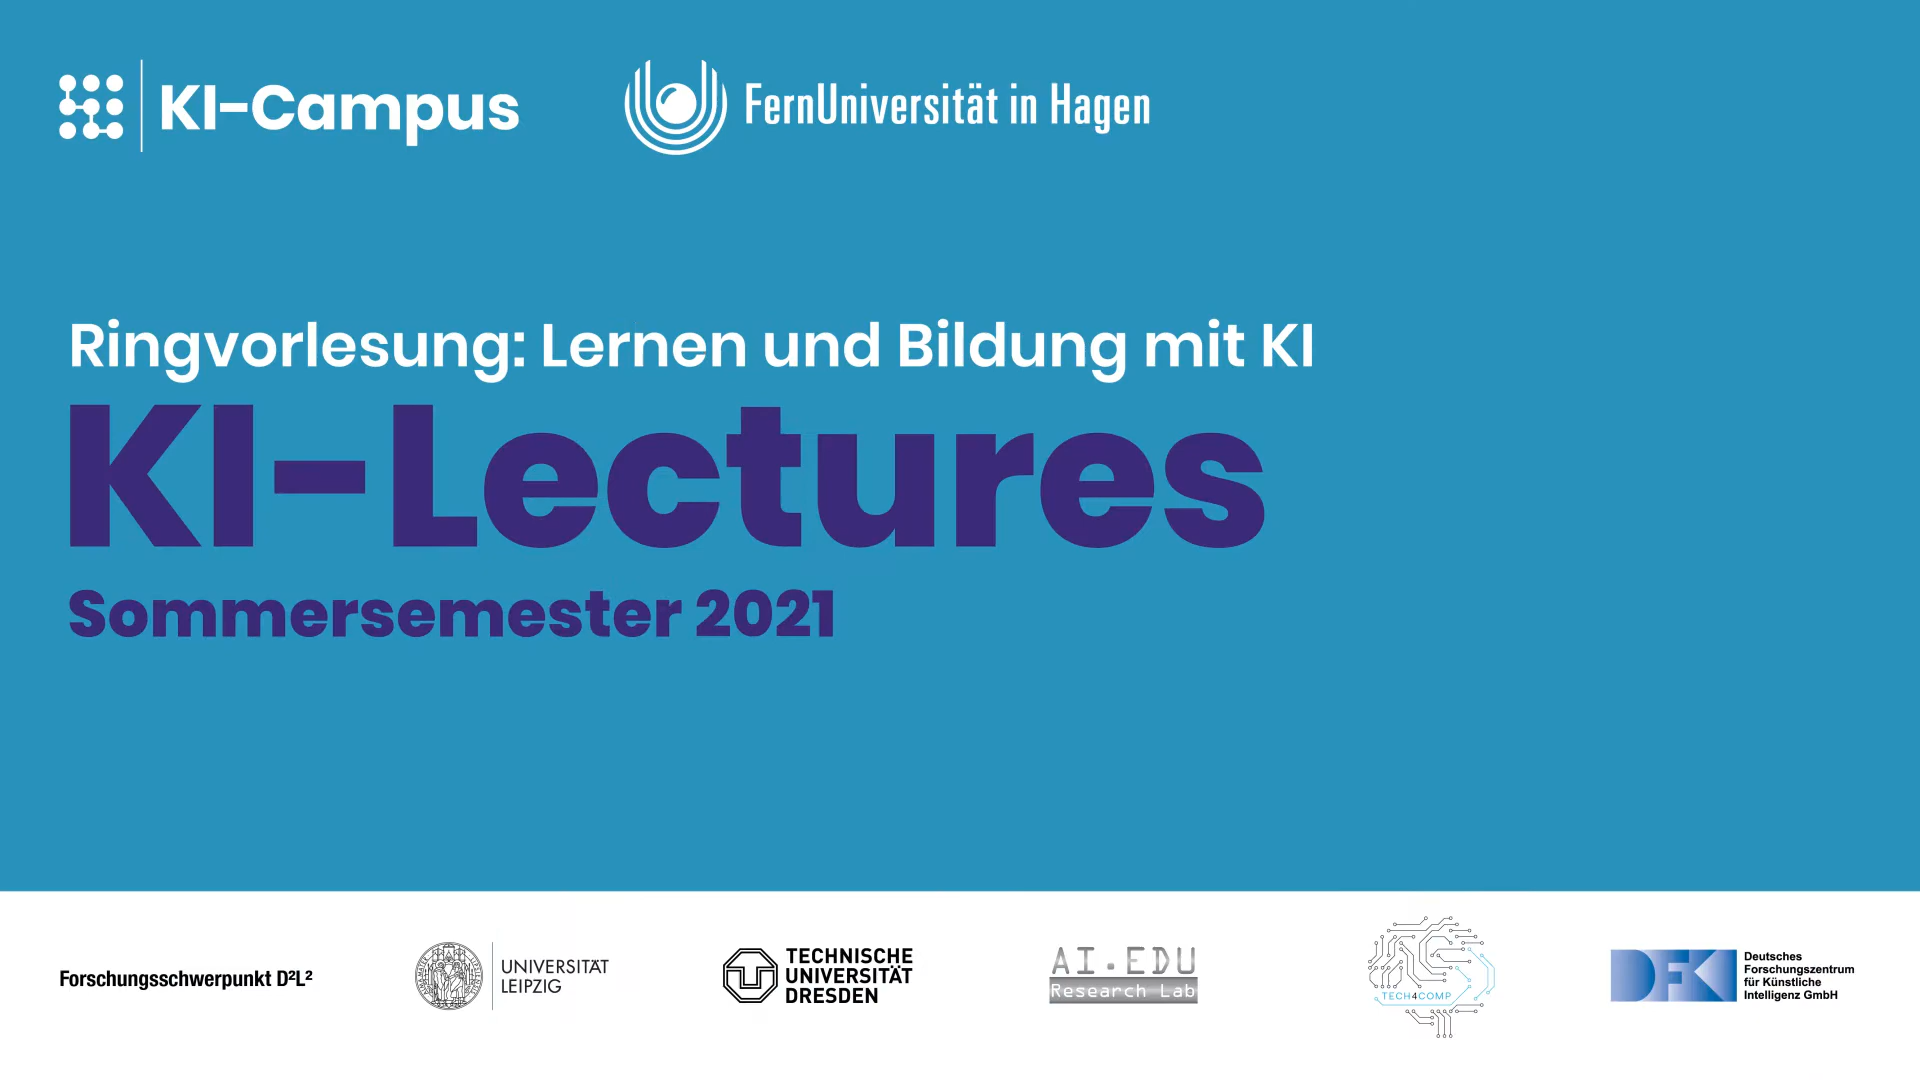 KI-Campus
FernUniversität in Hagen
Ringvorlesung: Lernen und Bildung mit KI
KI-Lectures
Sommersemester 2021
Forschungsschwerpunkt D²L²
UNIVERSITÄT
LEIPZIG
TECHNISCHE
UNIVERSITÄT
DRESDEN
AI.EDU
Research Lab
TECH4COMP
DFKI
Deutsches
Forschungszentrum
für Künstliche
Intelligenz GmbH